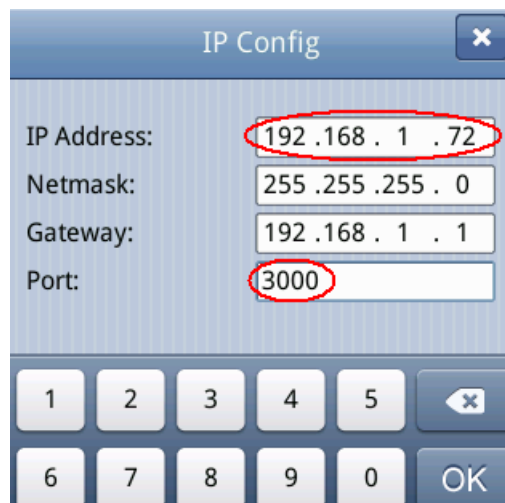 IP Config
IP Address: 192 .168 . 1 . 72
Netmask: 255 .255 .255 . 0
Gateway: 192 .168 . 1 . 1
Port: 3000
1 2 3 4 5
6 7 8 9 0 OK